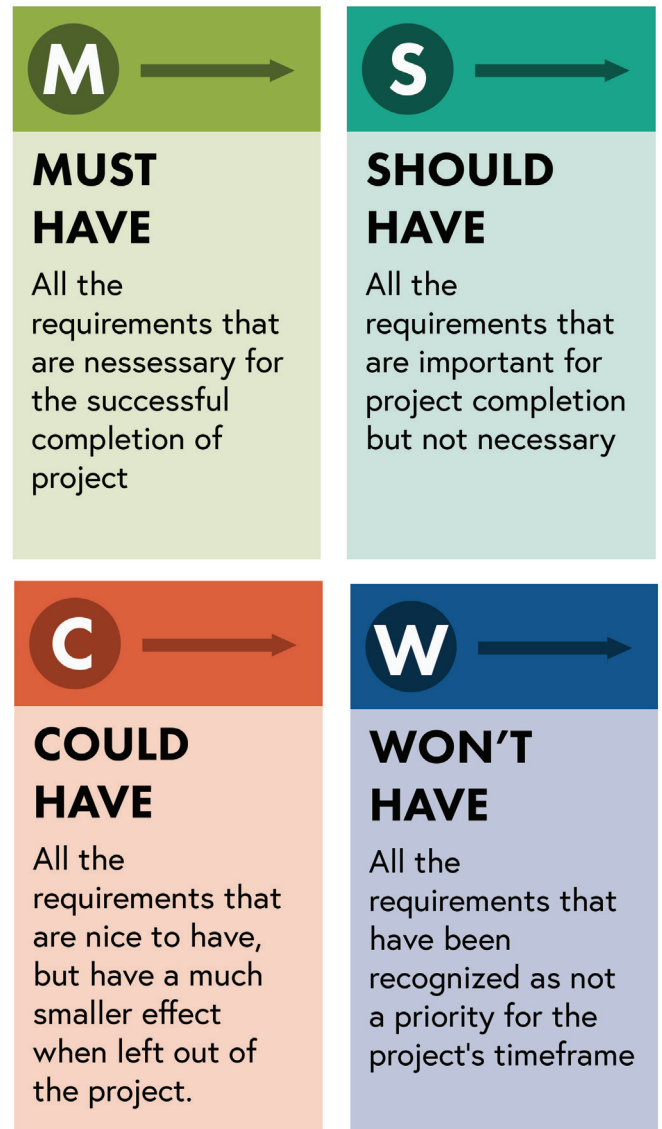 M
MUST
HAVE
All the
requirements that
are nessessary for
the successful
completion of
project
S
SHOULD
HAVE
All the
requirements that
are important for
project completion
but not necessary
C
COULD
HAVE
All the
requirements that
are nice to have,
but have a much
smaller effect
when left out of
the project.
W
WON'T
HAVE
All the
requirements that
have been
recognized as not
a priority for the
project's timeframe